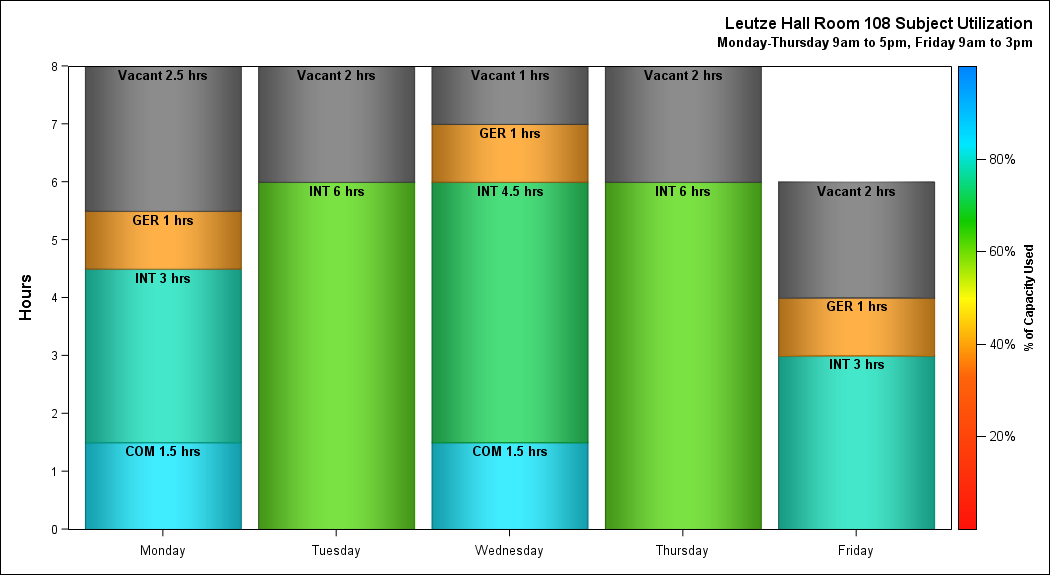 Leutze Hall Room 108 Subject Utilization
Monday-Thursday 9am to 5pm, Friday 9am to 3pm
Hours
8
7
6
5
4
3
2
1
0
Vacant 2.5 hrs
GER 1 hrs
INT 3 hrs
COM 1.5 hrs
Vacant 2 hrs
INT 6 hrs
Vacant 1 hrs
GER 1 hrs
INT 4.5 hrs
COM 1.5 hrs
Vacant 2 hrs
INT 6 hrs
Vacant 2 hrs
GER 1 hrs
INT 3 hrs
Monday
Tuesday
Wednesday
Thursday
Friday
80%
60%
40%
20%
% of Capacity Used